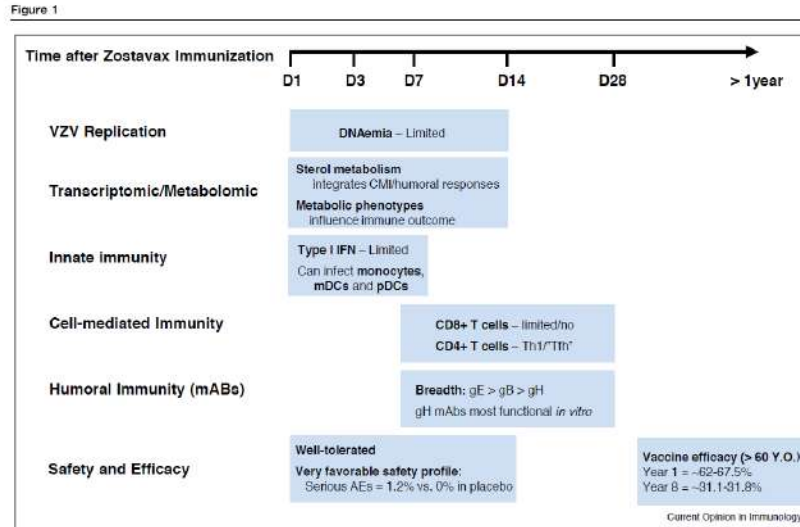 Figure 1
Time after Zostavax Immunization
D1 D3 D7 D14 D28 > 1year
VZV Replication
DNAemia – Limited
Transcriptomic/Metabolomic
Sterol metabolism
Integrates CMI/humoral responses
Metabolic phenotypes
influence immune outcome
Innate immunity
Type I IFN – Limited
Can infect monocytes,
mDCs and pDCs
Cell-mediated Immunity
CD8+ T cells – limited/no
CD4+ T cells – Th1/"Tfh"
Humoral Immunity (mABs)
Breadth: gE > gB > gH
gH mAbs most functional in vitro
Safety and Efficacy
Well-tolerated
Very favorable safety profile:
Serious AEs = 1.2% vs. 0% in placebo
Vaccine efficacy (> 60 Y.O.)
Year 1 = ~62-67.5%
Year 8 = ~31.1-31.8%
Current Opinion in Immunology